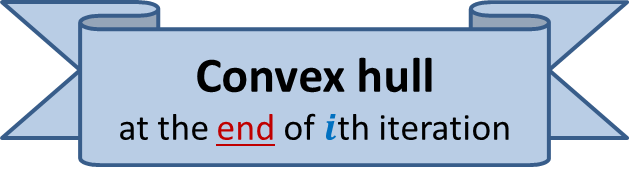 Convex hull
at the end of ith iteration